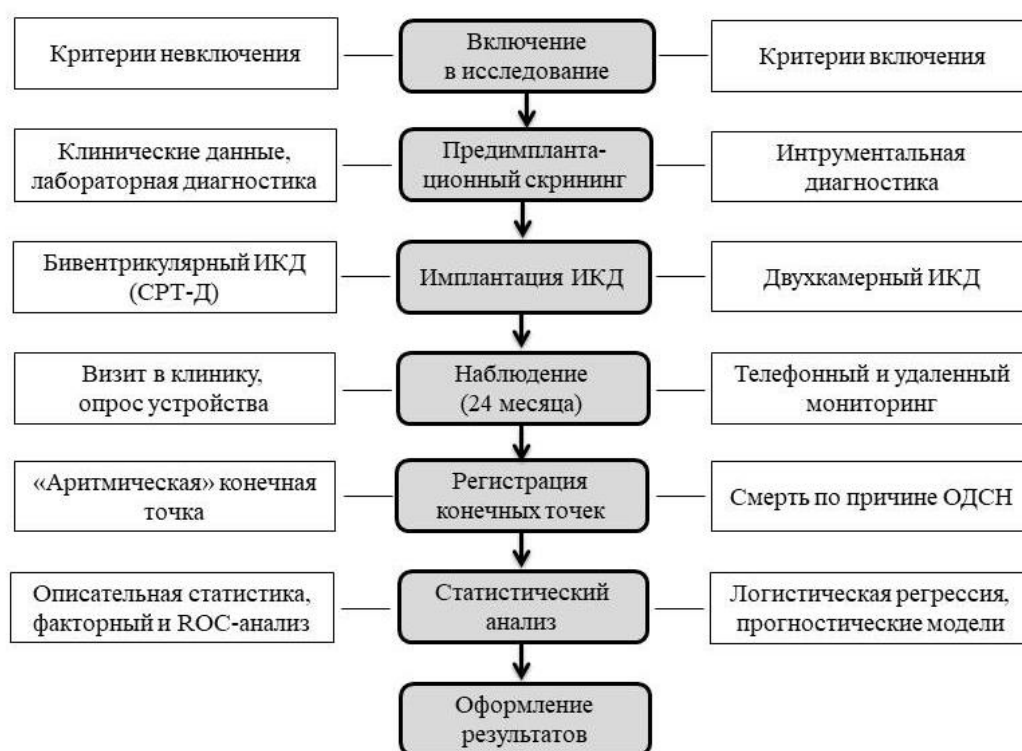 Критерии невключения
Включение
в исследование
Критерии включения
Клинические данные,
лабораторная диагностика
Предимпланта-
ционный скрининг
Интрументальная
диагностика
Бивентрикулярный ИКД
(СРТ-Д)
Имплантация ИКД
Двухкамерный ИКД
Визит в клинику,
опрос устройства
Наблюдение
(24 месяца)
Телефонный и удаленный
мониторинг
«Аритмическая» конечная
точка
Регистрация
конечных точек
Смерть по причине ОДСН
Описательная статистика,
факторный и ROC-анализ
Статистический
анализ
Логистическая регрессия,
прогностические модели
Оформление
результатов